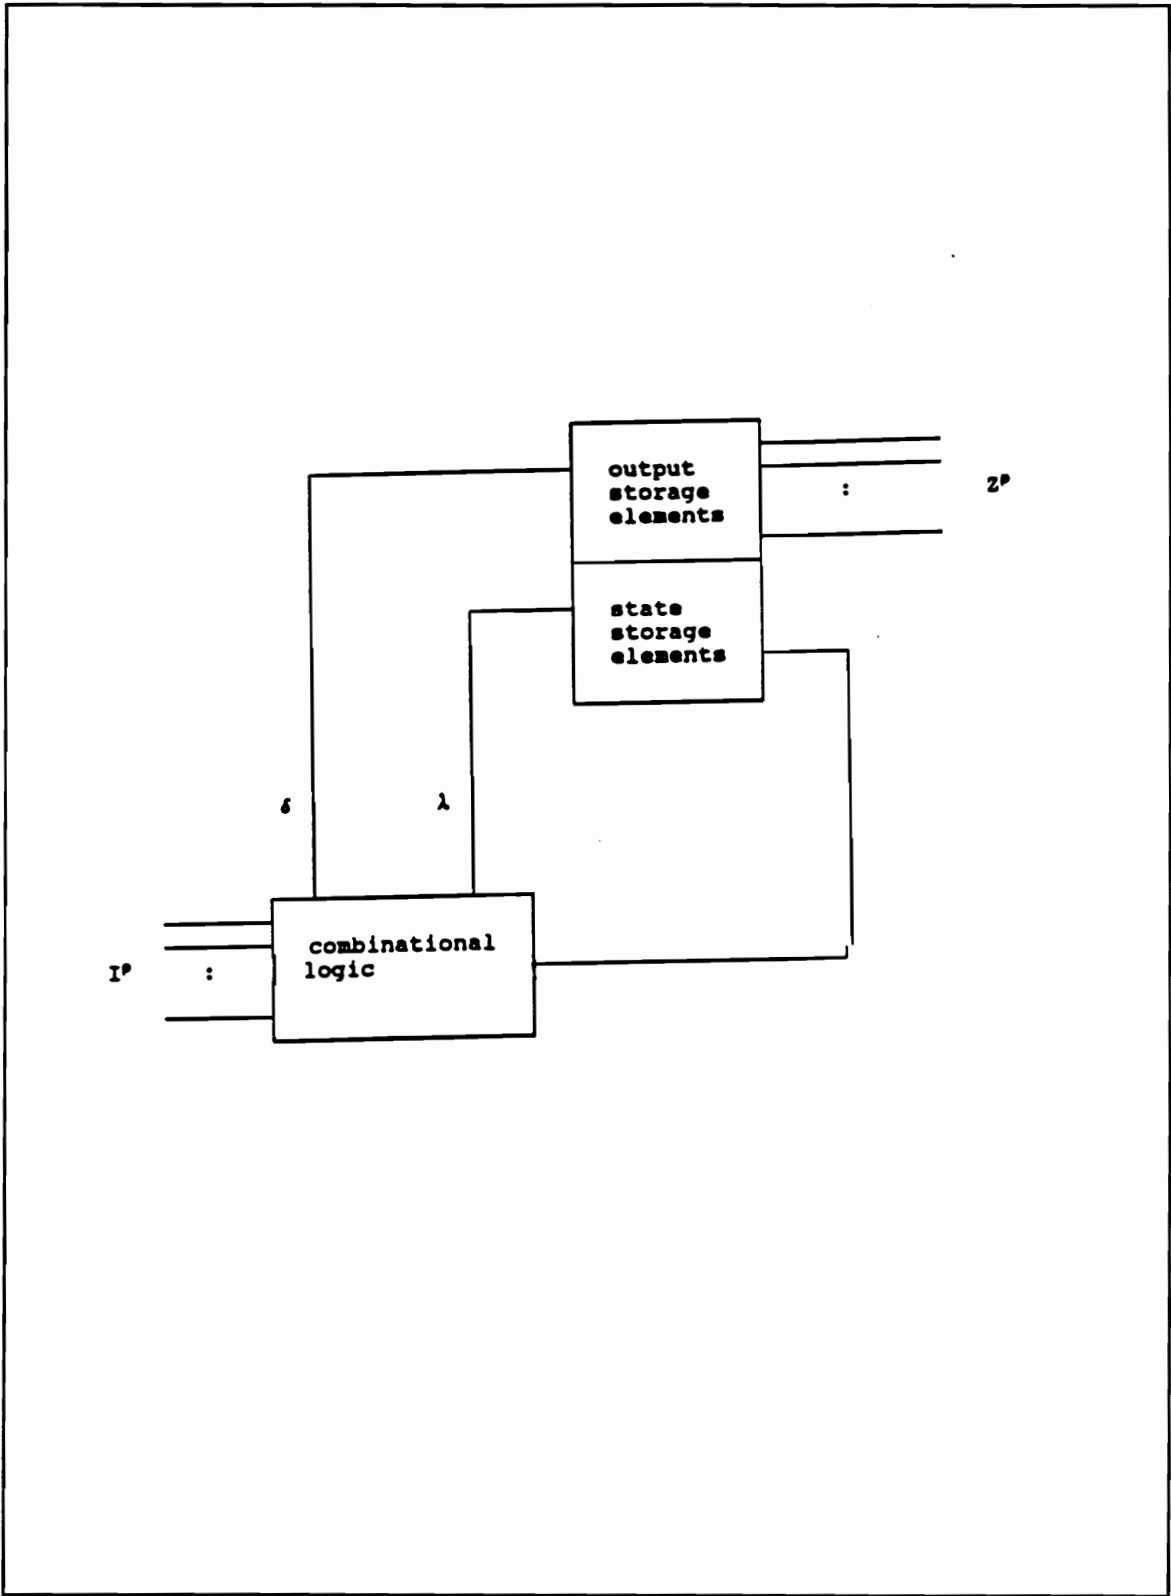 output
storage
elements
:
Zᵖ
state
storage
elements
δ
λ
combinational
logic
Iᵖ
: